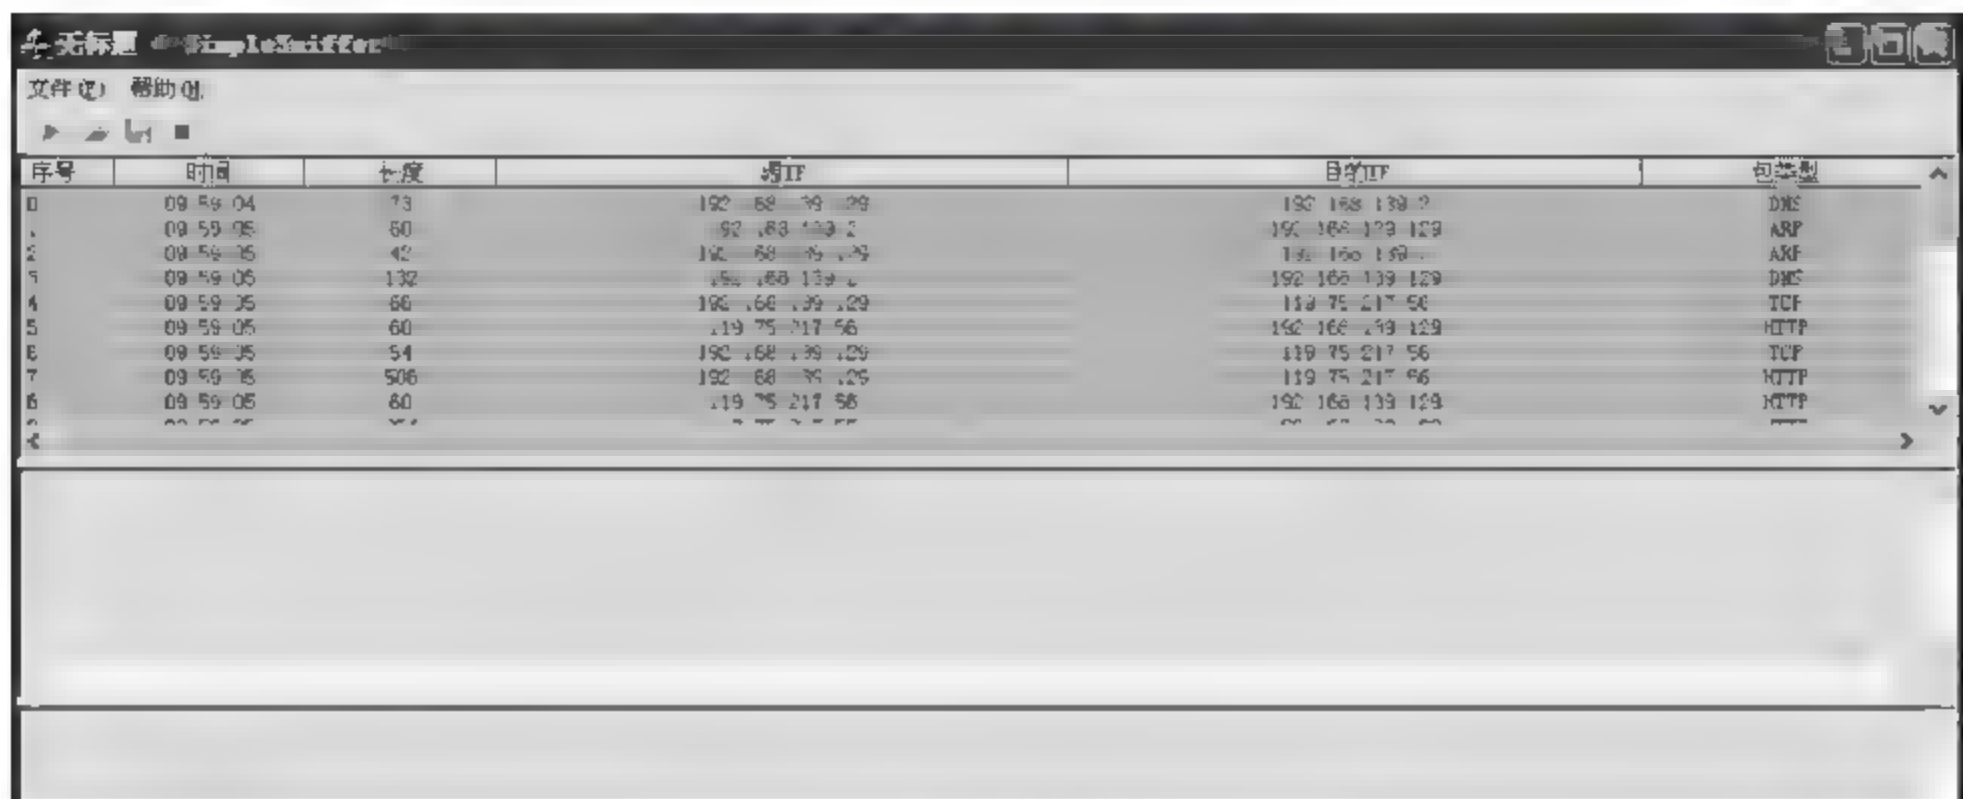 无标题 - SimpleSniffer
文件(F) 帮助(H)
序号 时间 长度 源IP 目的IP 包类型
0 09 59 04 73 192 168 139 129 192 168 139 2 DNS
09 59 05 60 192 168 139 2 192 168 139 129 ARP
2 09 59 05 42 192 168 139 129 192 168 139 ARP
3 09 59 05 132 192 168 139 2 192 168 139 129 DNS
4 09 59 05 66 192 168 139 129 119 75 217 56 TCP
5 09 59 05 60 119 75 217 56 192 168 139 129 HTTP
6 09 59 05 54 192 168 139 129 119 75 217 56 TCP
7 09 59 05 506 192 168 139 129 119 75 217 56 HTTP
8 09 59 05 60 119 75 217 56 192 168 139 129 HTTP